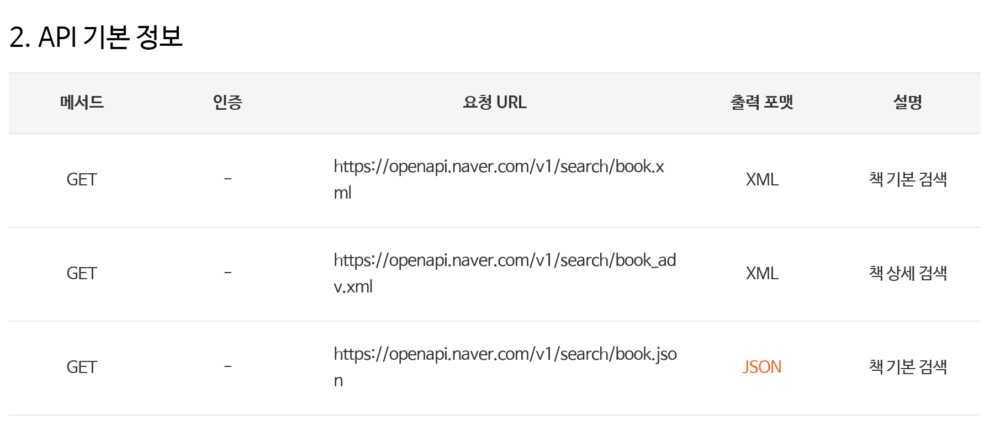 2. API 기본 정보
메서드 인증 요청 URL 출력 포맷 설명
GET - https://openapi.naver.com/v1/search/book.x
ml XML 책 기본 검색
GET - https://openapi.naver.com/v1/search/book_ad
v.xml XML 책 상세 검색
GET - https://openapi.naver.com/v1/search/book.jso
n JSON 책 기본 검색